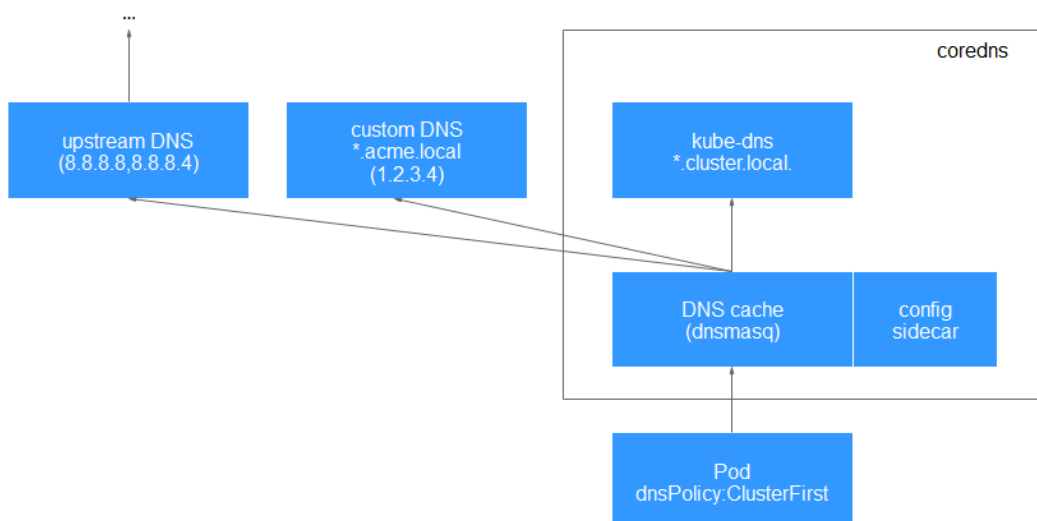 ...
coredns
upstream DNS
(8.8.8.8,8.8.8.4)
custom DNS
*.acme.local
(1.2.3.4)
kube-dns
*.cluster.local.
DNS cache
(dnsmasq)
config
sidecar
Pod
dnsPolicy:ClusterFirst